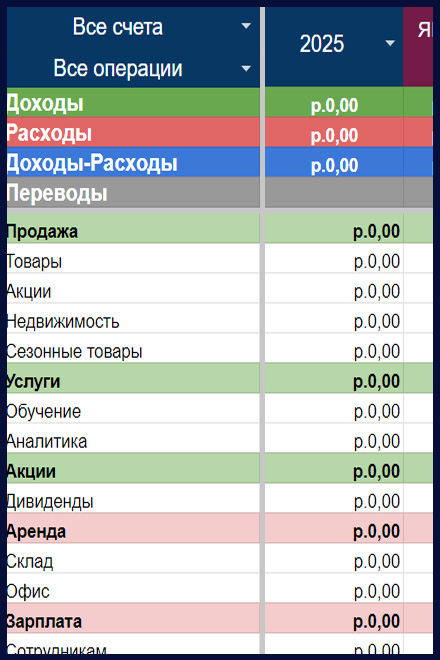 Все счета
2025
Все операции
Доходы р.0,00
Расходы р.0,00
Доходы-Расходы р.0,00
Переводы
Продажа р.0,00
Товары р.0,00
Акции р.0,00
Недвижимость р.0,00
Сезонные товары р.0,00
Услуги р.0,00
Обучение р.0,00
Аналитика р.0,00
Акции р.0,00
Дивиденды р.0,00
Аренда р.0,00
Склад р.0,00
Офис р.0,00
Зарплата р.0,00
Сотрудникам р.0,00